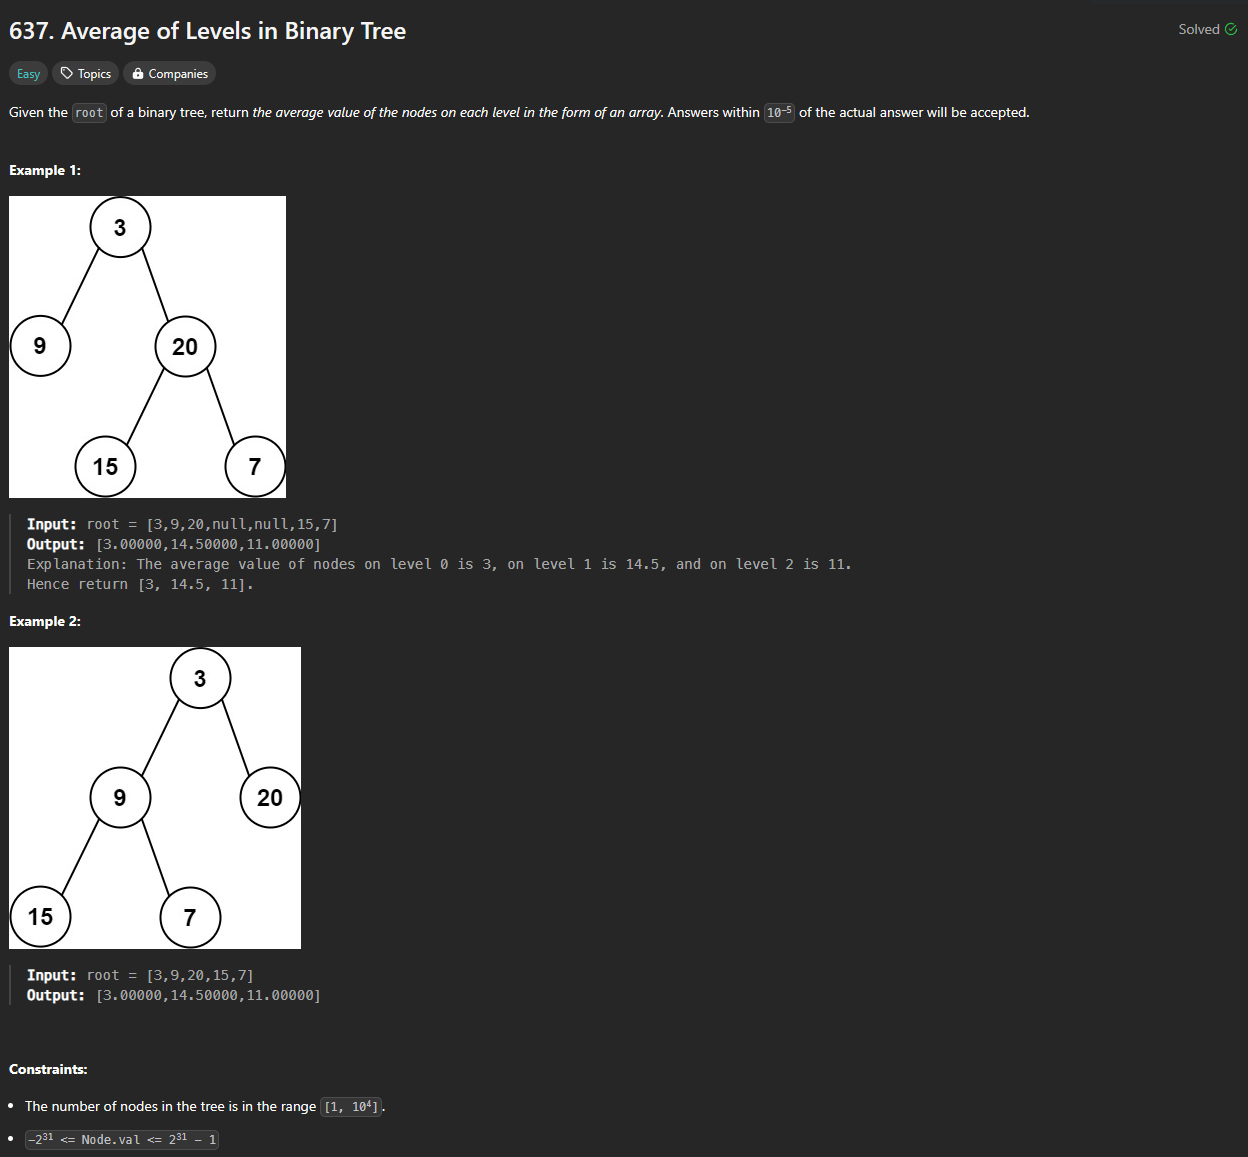 637. Average of Levels in Binary Tree
Solved
Easy Topics Companies
Given the root of a binary tree, return the average value of the nodes on each level in the form of an array. Answers within 10⁻⁵ of the actual answer will be accepted.
Example 1:
3
9 20
15 7
Input: root = [3,9,20,null,null,15,7]
Output: [3.00000,14.50000,11.00000]
Explanation: The average value of nodes on level 0 is 3, on level 1 is 14.5, and on level 2 is 11.
Hence return [3, 14.5, 11].
Example 2:
3
9 20
15 7
Input: root = [3,9,20,15,7]
Output: [3.00000,14.50000,11.00000]
Constraints:
• The number of nodes in the tree is in the range [1, 10⁴].
• -2³¹ <= Node.val <= 2³¹ - 1